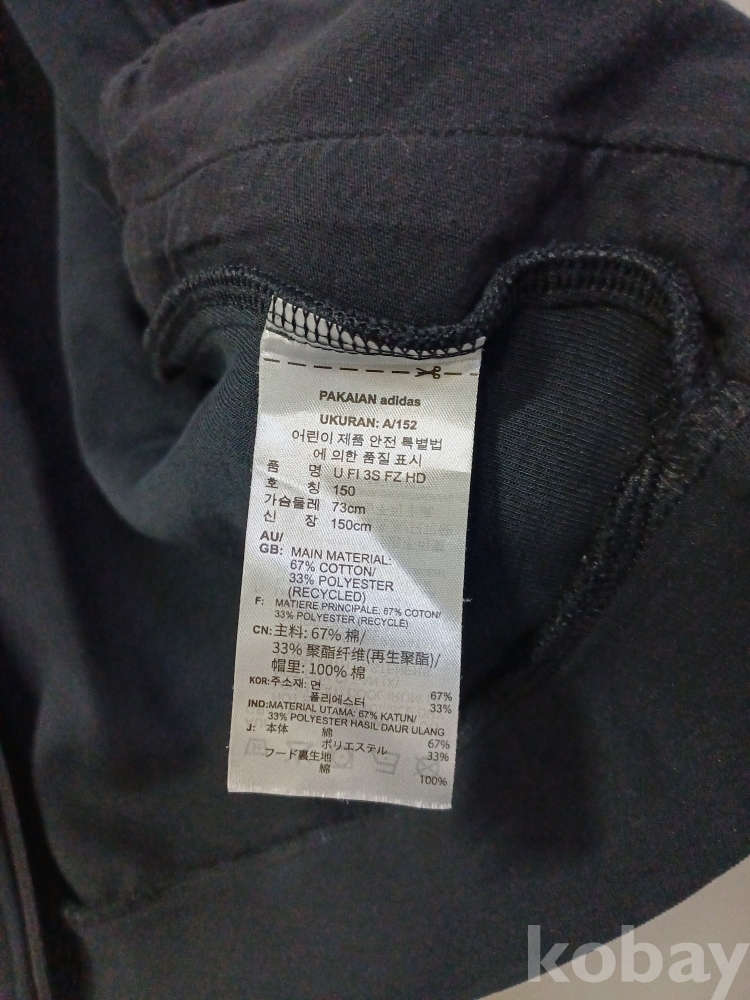 PAKAIAN adidas
UKURAN: A/152
어린이 제품 안전 특별법
에 의한 품질 표시
품 명 U FI 3S FZ HD
호 칭 150
가슴둘레 73cm
신 장 150cm
AU/
GB: MAIN MATERIAL:
67% COTTON/
33% POLYESTER
(RECYCLED)
F: MATIERE PRINCIPALE: 67% COTON/
33% POLYESTER (RECYCLÉ)
CN: 主料: 67% 棉/
33% 聚酯纤维(再生聚酯)/
帽里: 100% 棉
KOR: 주소재: 면 67%
폴리에스터 33%
IND: MATERIAL UTAMA: 67% KATUN/
33% POLYESTER HASIL DAUR ULANG
J: 本体 綿 67%
ポリエステル 33%
フード裏生地
綿 100%
kobay